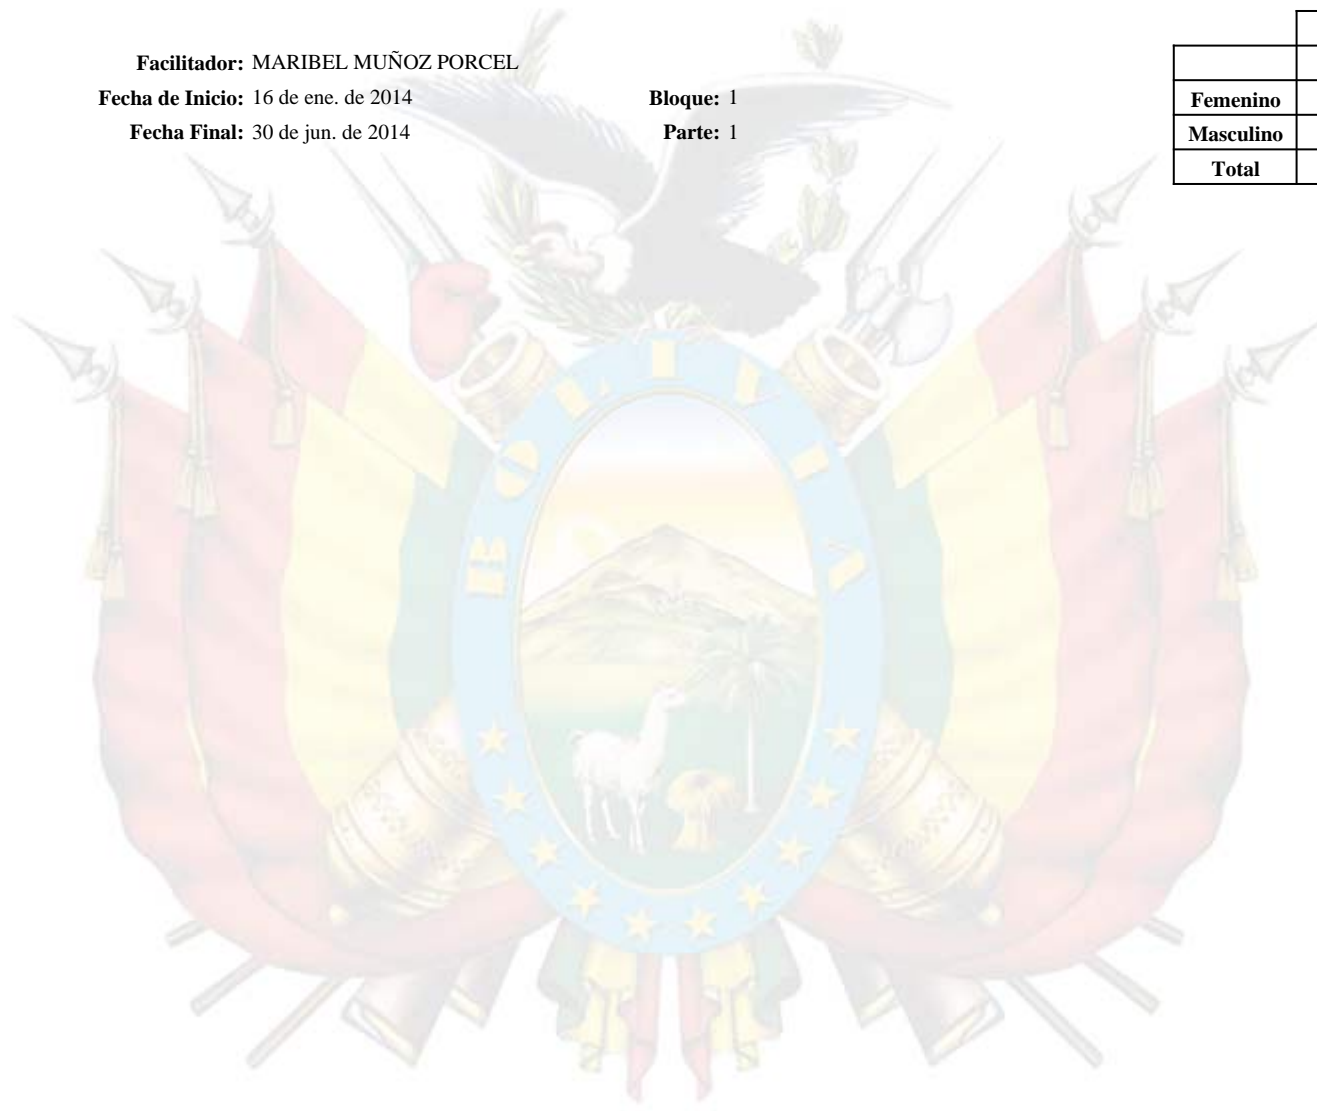 Facilitador: MARIBEL MUÑOZ PORCEL
Fecha de Inicio: 16 de ene. de 2014 Bloque: 1
Fecha Final: 30 de jun. de 2014 Parte: 1
Femenino
Masculino
Total
BOLIVIA